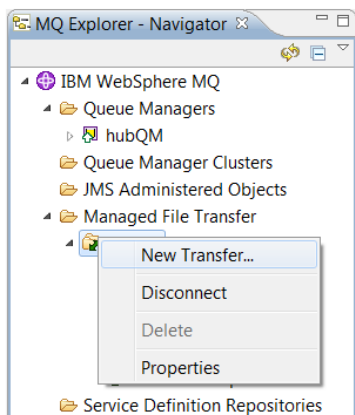 MQ Explorer - Navigator
IBM WebSphere MQ
Queue Managers
hubQM
Queue Manager Clusters
JMS Administered Objects
Managed File Transfer
New Transfer...
Disconnect
Delete
Properties
Service Definition Repositories